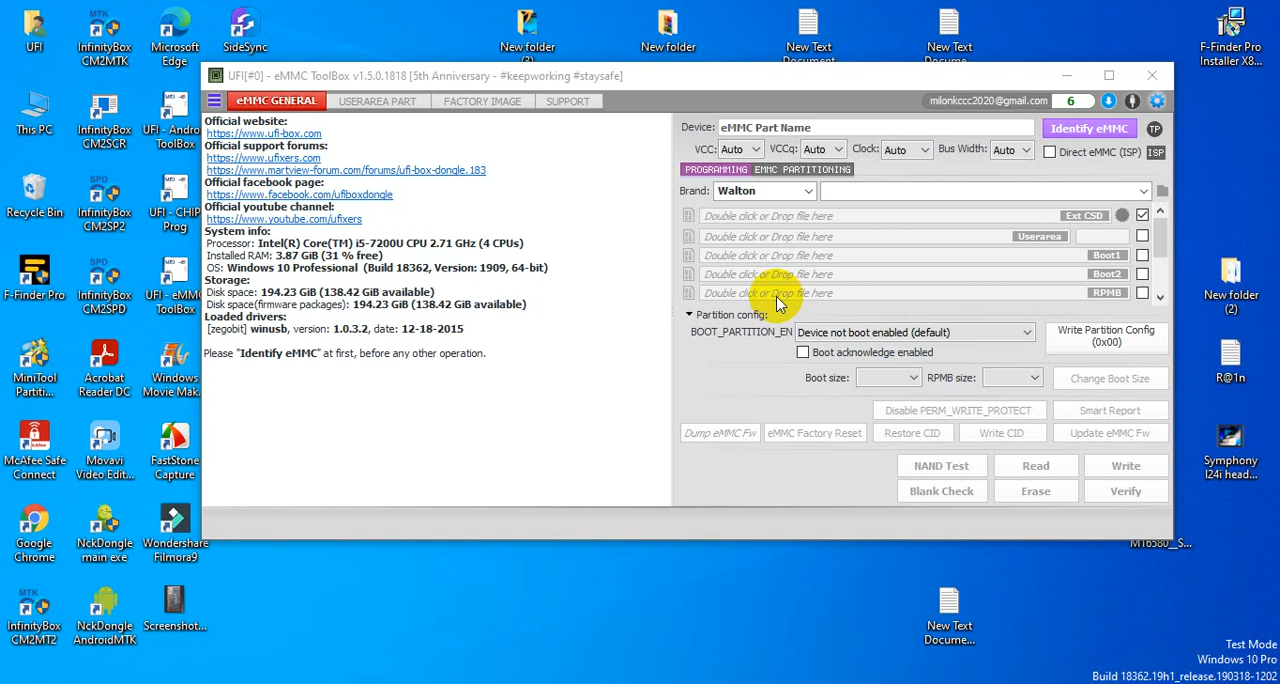 UFI
InfinityBox
CM2MTK
Microsoft
Edge
SideSync
New folder
(3)
New folder
New Text
Document
New Text
Docume...
F-Finder Pro
Installer X8...
This PC
InfinityBox
CM2SCR
UFI - Andro
ToolBox
Recycle Bin
InfinityBox
CM2SP2
UFI - CHIP
Prog
F-Finder Pro
InfinityBox
CM2SPD
UFI - eMMC
ToolBox
MiniTool
Partiti...
Acrobat
Reader DC
Windows
Movie Mak...
McAfee Safe
Connect
Movavi
Video Edit...
FastStone
Capture
Google
Chrome
NckDongle
main exe
Wondershare
Filmora9
InfinityBox
CM2MT2
NckDongle
AndroidMTK
Screenshot...
UFI[#0] - eMMC ToolBox v1.5.0.1818 [5th Anniversary - #keepworking #staysafe]
eMMC GENERAL
USERAREA PART
FACTORY IMAGE
SUPPORT
milonkccc2020@gmail.com
6
Official website:
https://www.ufi-box.com
Official support forums:
https://www.ufixers.com
https://www.martview-forum.com/forums/ufi-box-dongle.183
Official facebook page:
https://www.facebook.com/ufiboxdongle
Official youtube channel:
https://www.youtube.com/ufixers
System info:
Processor: Intel(R) Core(TM) i5-7200U CPU 2.71 GHz (4 CPUs)
Installed RAM: 3.87 GiB (31 % free)
OS: Windows 10 Professional (Build 18362, Version: 1909, 64-bit)
Storage:
Disk space: 194.23 GiB (138.42 GiB available)
Disk space(firmware packages): 194.23 GiB (138.42 GiB available)
Loaded drivers:
[zegobit] winusb, version: 1.0.3.2, date: 12-18-2015
Please "Identify eMMC" at first, before any other operation.
Device: eMMC Part Name
Identify eMMC
TP
VCC: Auto VCCq: Auto Clock: Auto Bus Width: Auto
Direct eMMC (ISP)
ISP
PROGRAMMING EMMC PARTITIONING
Brand: Walton
Double click or Drop file here Ext CSD
Double click or Drop file here Userarea
Double click or Drop file here Boot1
Double click or Drop file here Boot2
Double click or Drop file here RPMB
Partition config:
BOOT_PARTITION_EN Device not boot enabled (default)
Write Partition Config
(0x00)
Boot acknowledge enabled
Boot size: RPMB size: Change Boot Size
Disable PERM_WRITE_PROTECT Smart Report
Dump eMMC Fw eMMC Factory Reset Restore CID Write CID Update eMMC Fw
NAND Test Read Write
Blank Check Erase Verify
New folder
(2)
R@1n
Symphony
I24i head...
MT6580__S...
New Text
Docume...
Test Mode
Windows 10 Pro
Build 18362.19h1_release.190318-1202